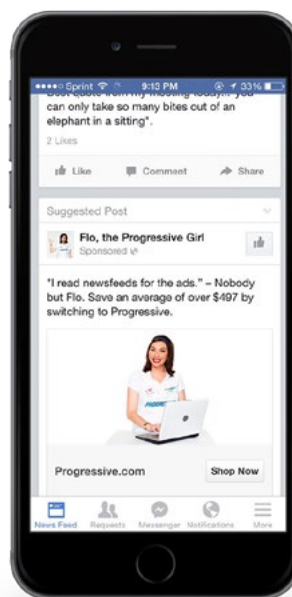 Sprint 9:13 PM 33%
can only take so many bites out of an
elephant in a sitting".
2 Likes
Like Comment Share
Suggested Post
Flo, the Progressive Girl
Sponsored
"I read newsfeeds for the ads." – Nobody
but Flo. Save an average of over $497 by
switching to Progressive.
PROGRESSIVE
Progressive.com Shop Now
News Feed Requests Messenger Notifications More